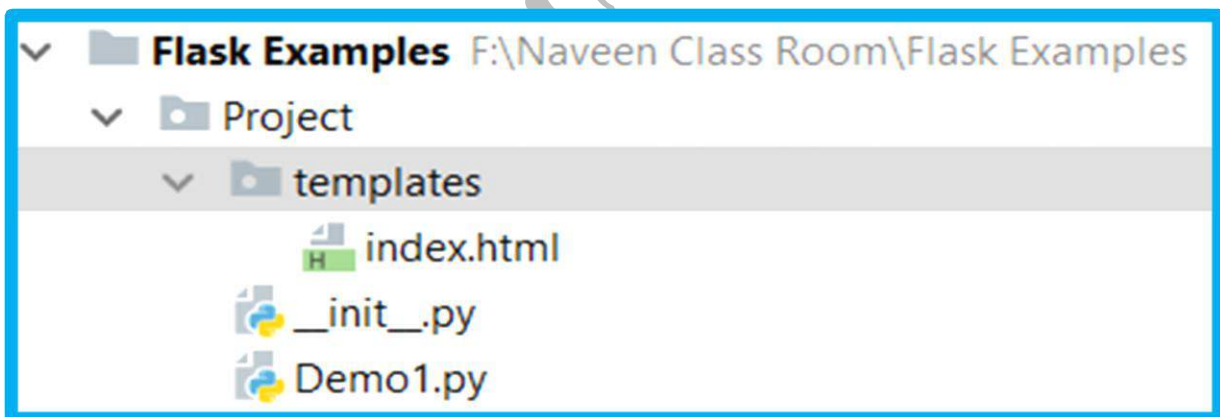 Flask Examples F:\Naveen Class Room\Flask Examples
Project
templates
H index.html
__init__.py
Demo1.py